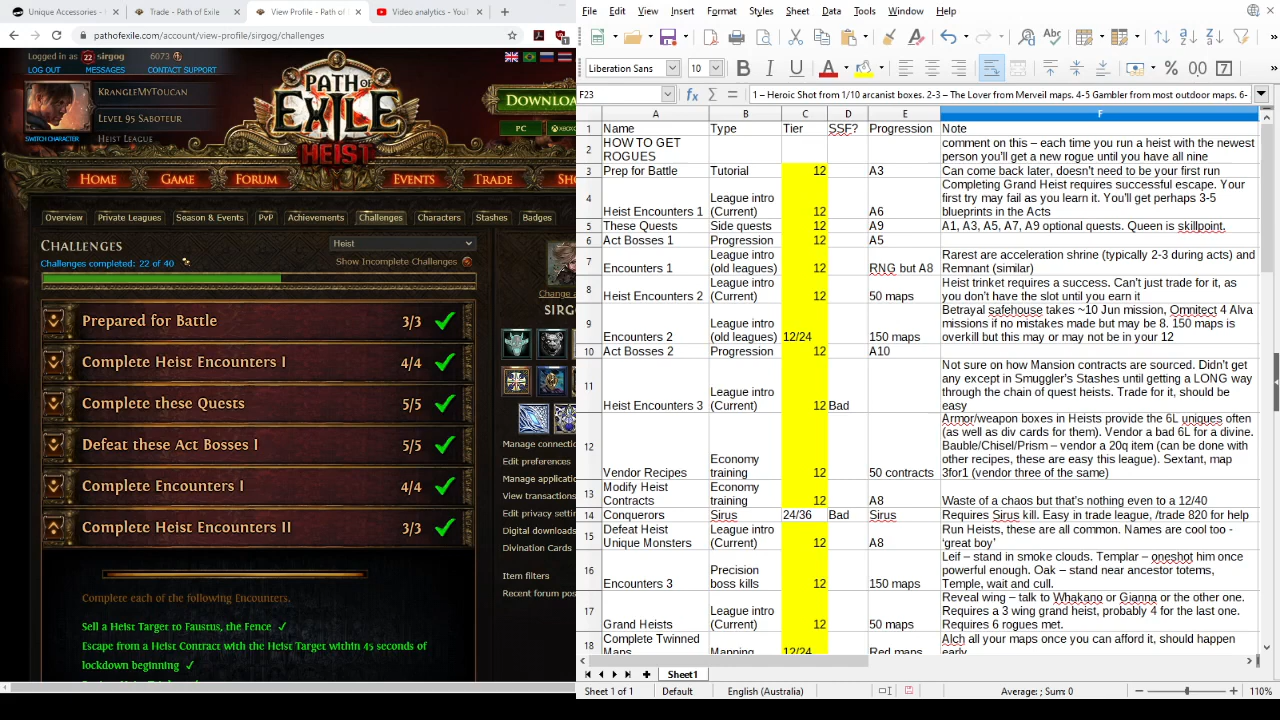 Unique Accessories -
Trade - Path of Exile
View Profile - Path of
Video analytics - You
pathofexile.com/account/view-profile/sirgog/challenges
Logged in as 22 sirgog 6073
LOG OUT MESSAGES CONTACT SUPPORT
KrangleMyToucan
Level 95 Saboteur
Heist League
SWITCH CHARACTER
PATH OF EXILE
HEIST
DOWNLOA
PC XBOX
HOME GAME FORUM EVENTS TRADE SH
Overview Private Leagues Season & Events PvP Achievements Challenges Characters Stashes Badges
CHALLENGES
Heist
Challenges completed: 22 of 40
Show Incomplete Challenges
Change a
SIRG
Prepared for Battle 3/3
Complete Heist Encounters I 4/4
Complete these Quests 5/5
Defeat these Act Bosses I 5/5
Complete Encounters I 4/4
Complete Heist Encounters II 3/3
Complete each of the following Encounters.
Sell a Heist Target to Faustus, the Fence
Escape from a Heist Contract with the Heist Target within 45 seconds of
lockdown beginning
Manage connectio
Edit preferences
Manage applicatio
View transactions
Edit privacy settin
Digital downloads
Divination Cards
Item filters
Recent forum pos
File Edit View Insert Format Styles Sheet Data Tools Window Help
Liberation Sans 10
F23
1 – Heroic Shot from 1/10 arcanist boxes. 2-3 – The Lover from Merveil maps. 4-5 Gambler from most outdoor maps. 6-
A B C D E F
1 Name Type Tier SSF? Progression Note
2 HOW TO GET
ROGUES
comment on this – each time you run a heist with the newest
person you'll get a new rogue until you have all nine
3 Prep for Battle Tutorial 12 A3 Can come back later, doesn't need to be your first run
4 Heist Encounters 1 League intro
(Current) 12 A6
Completing Grand Heist requires successful escape. Your
first try may fail as you learn it. You'll get perhaps 3-5
blueprints in the Acts
5 These Quests Side quests 12 A9 A1, A3, A5, A7, A9 optional quests. Queen is skillpoint.
6 Act Bosses 1 Progression 12 A5
7 Encounters 1 League intro
(old leagues) 12 RNG but A8
Rarest are acceleration shrine (typically 2-3 during acts) and
Remnant (similar)
8 Heist Encounters 2 League intro
(Current) 12 50 maps
Heist trinket requires a success. Can't just trade for it, as
you don't have the slot until you earn it
9 Encounters 2 League intro
(old leagues) 12/24 150 maps
Betrayal safehouse takes ~10 Jun mission, Omnitect 4 Alva
missions if no mistakes made but may be 8. 150 maps is
overkill but this may or may not be in your 12
10 Act Bosses 2 Progression 12 A10
11 Heist Encounters 3 League intro
(Current) 12 Bad
Not sure on how Mansion contracts are sourced. Didn't get
any except in Smuggler's Stashes until getting a LONG way
through the chain of quest heists. Trade for it, should be
easy
12 Vendor Recipes Economy
training 12 50 contracts
Armor/weapon boxes in Heists provide the 6L uniques often
(as well as div cards for them). Vendor a bad 6L for a divine.
Bauble/Chisel/Prism – vendor a 20q item (can be done with
other recipes, these are easy this league). Sextant, map
3for1 (vendor three of the same)
13 Modify Heist
Contracts Economy
training 12 A8 Waste of a chaos but that's nothing even to a 12/40
14 Conquerors Sirus 24/36 Bad Sirus Requires Sirus kill. Easy in trade league, /trade 820 for help
15 Defeat Heist
Unique Monsters League intro
(Current) 12 A8
Run Heists, these are all common. Names are cool too -
'great boy'
16 Encounters 3 Precision
boss kills 12 150 maps
Leif – stand in smoke clouds. Templar – oneshot him once
powerful enough. Oak – stand near ancestor totems,
Temple, wait and cull.
17 Grand Heists League intro
(Current) 12 50 maps
Reveal wing – talk to Whakano or Gianna or the other one.
Requires a 3 wing grand heist, probably 4 for the last one.
Requires 6 rogues met.
18 Complete Twinned
Maps Mapping 12/24 Red maps
Alch all your maps once you can afford it, should happen
early
Sheet1
Sheet 1 of 1 Default English (Australia) Average: ; Sum: 0 110%